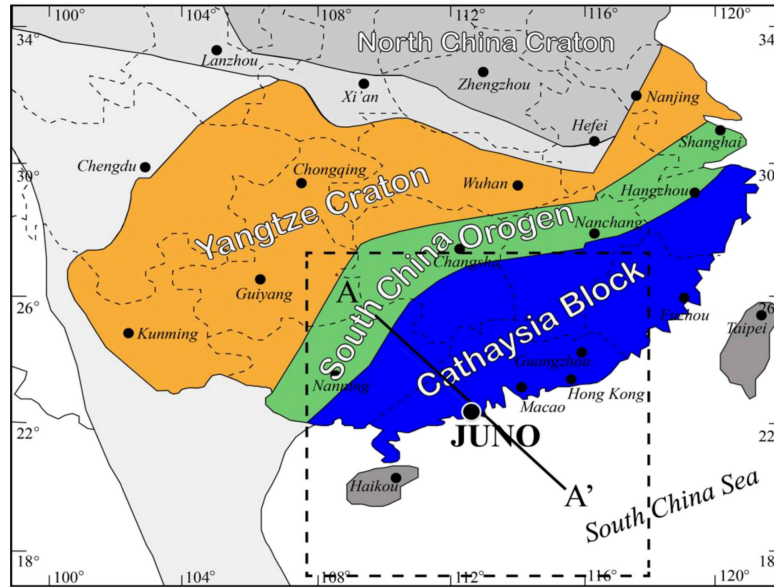 100° 104° 108° 112° 116° 120°
34° 34
North China Craton
Lanzhou
Zhengzhou
Xi'an
Nanjing
Hefei
Shanghai
30° 30
Chengdu
Chongqing
Wuhan
Hangzhou
Yangtze Craton
South China Orogen
Nanchang
Changsha
Guiyang
A
26° 26
Cathaysia Block
Fuzhou
Taipei
Kunming
Guangzhou
Nanning
Hong Kong
Macao
22° 22
JUNO
Haikou
A'
South China Sea
18° 18
100° 104° 108° 112° 116° 120°